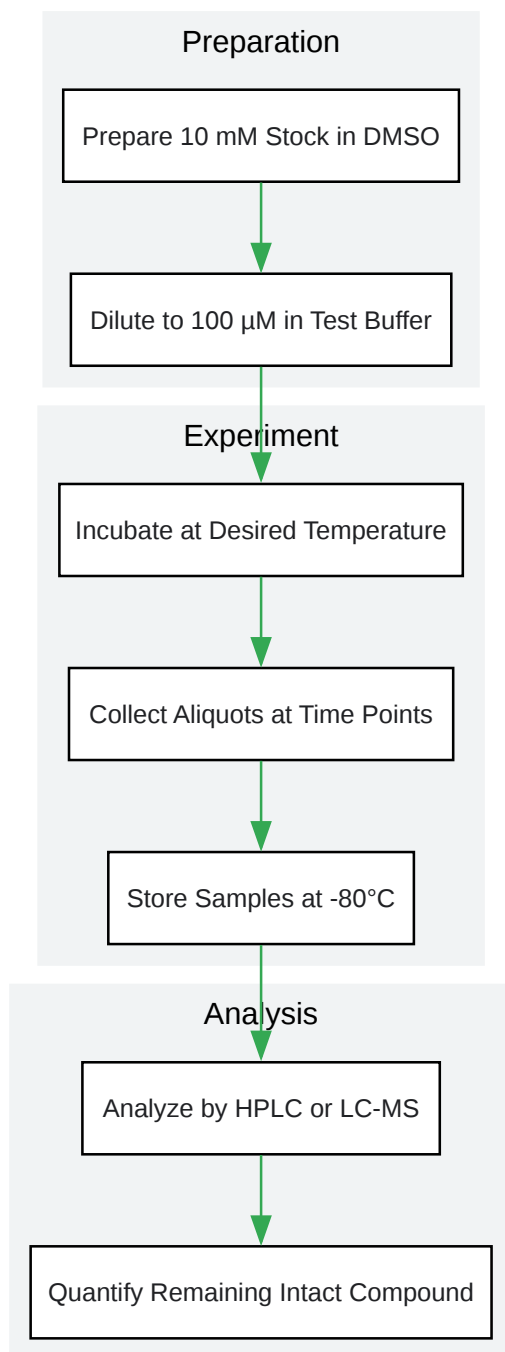 Preparation
Prepare 10 mM Stock in DMSO
Dilute to 100 µM in Test Buffer
Experiment
Incubate at Desired Temperature
Collect Aliquots at Time Points
Store Samples at -80°C
Analysis
Analyze by HPLC or LC-MS
Quantify Remaining Intact Compound